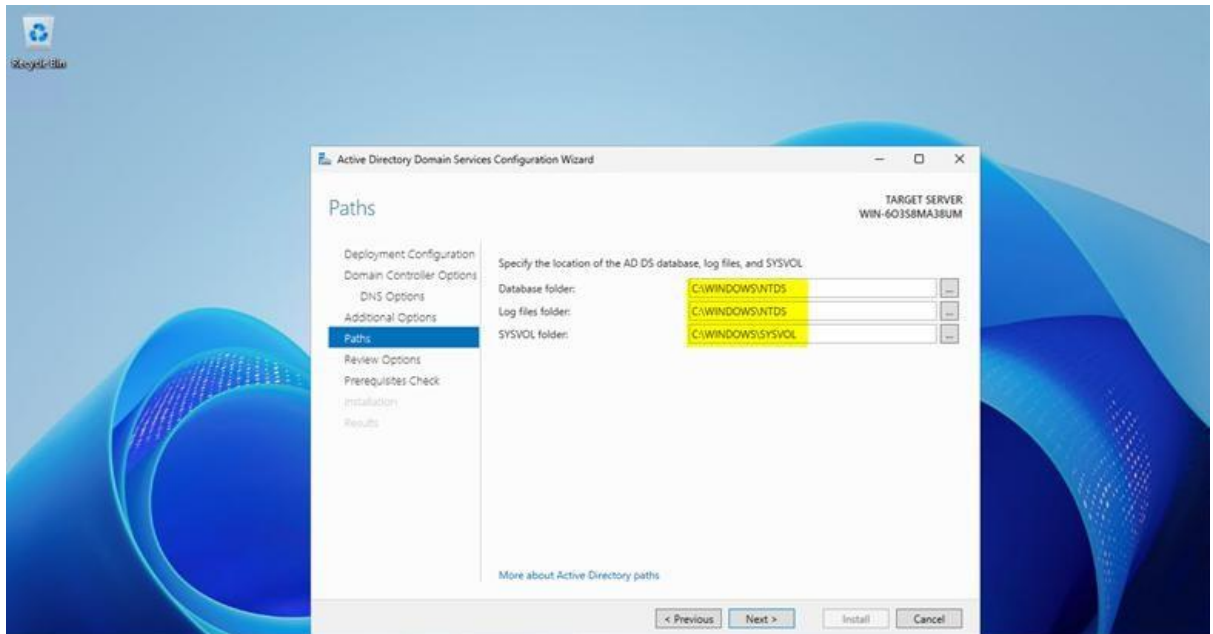 Recycle Bin
Active Directory Domain Services Configuration Wizard
Paths
TARGET SERVER
WIN-6O3S8MA38UM
Deployment Configuration
Domain Controller Options
DNS Options
Additional Options
Paths
Review Options
Prerequisites Check
Installation
Results
Specify the location of the AD DS database, log files, and SYSVOL
Database folder: C:\WINDOWS\NTDS ...
Log files folder: C:\WINDOWS\NTDS ...
SYSVOL folder: C:\WINDOWS\SYSVOL ...
More about Active Directory paths
< Previous Next > Install Cancel